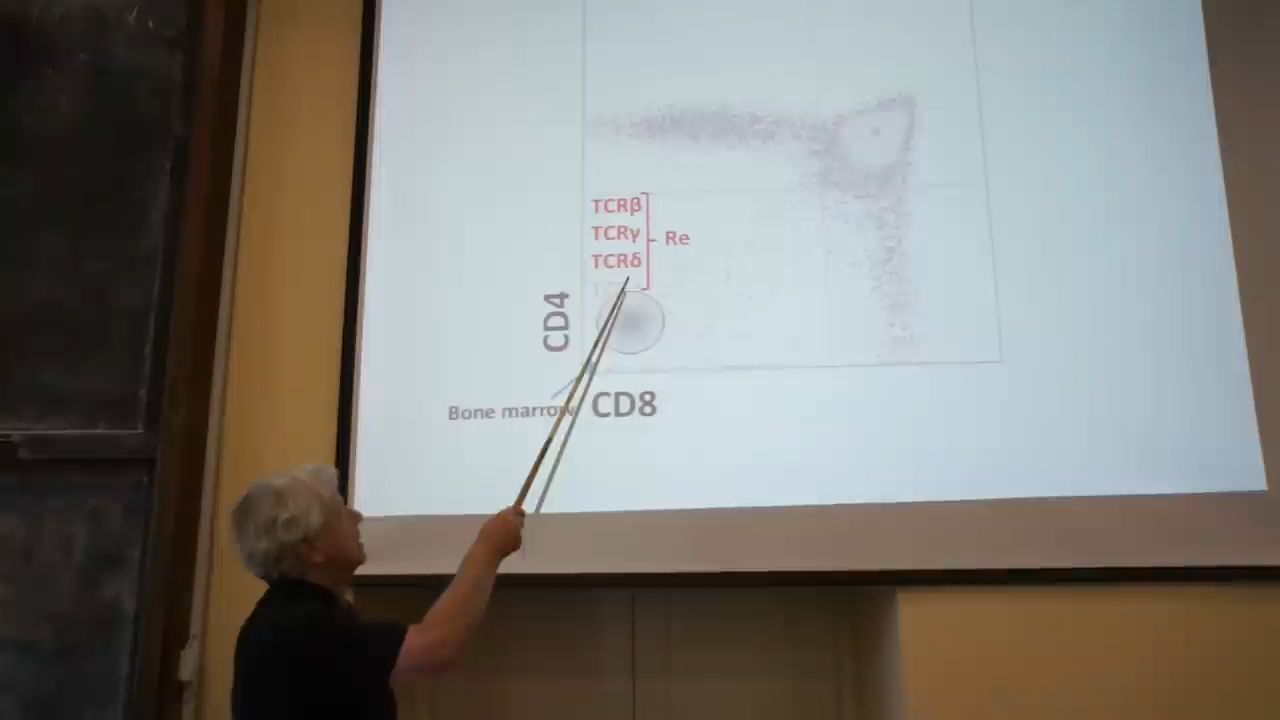 TCRβ
TCRγ
TCRδ
Re
CD4
Bone marrow
CD8